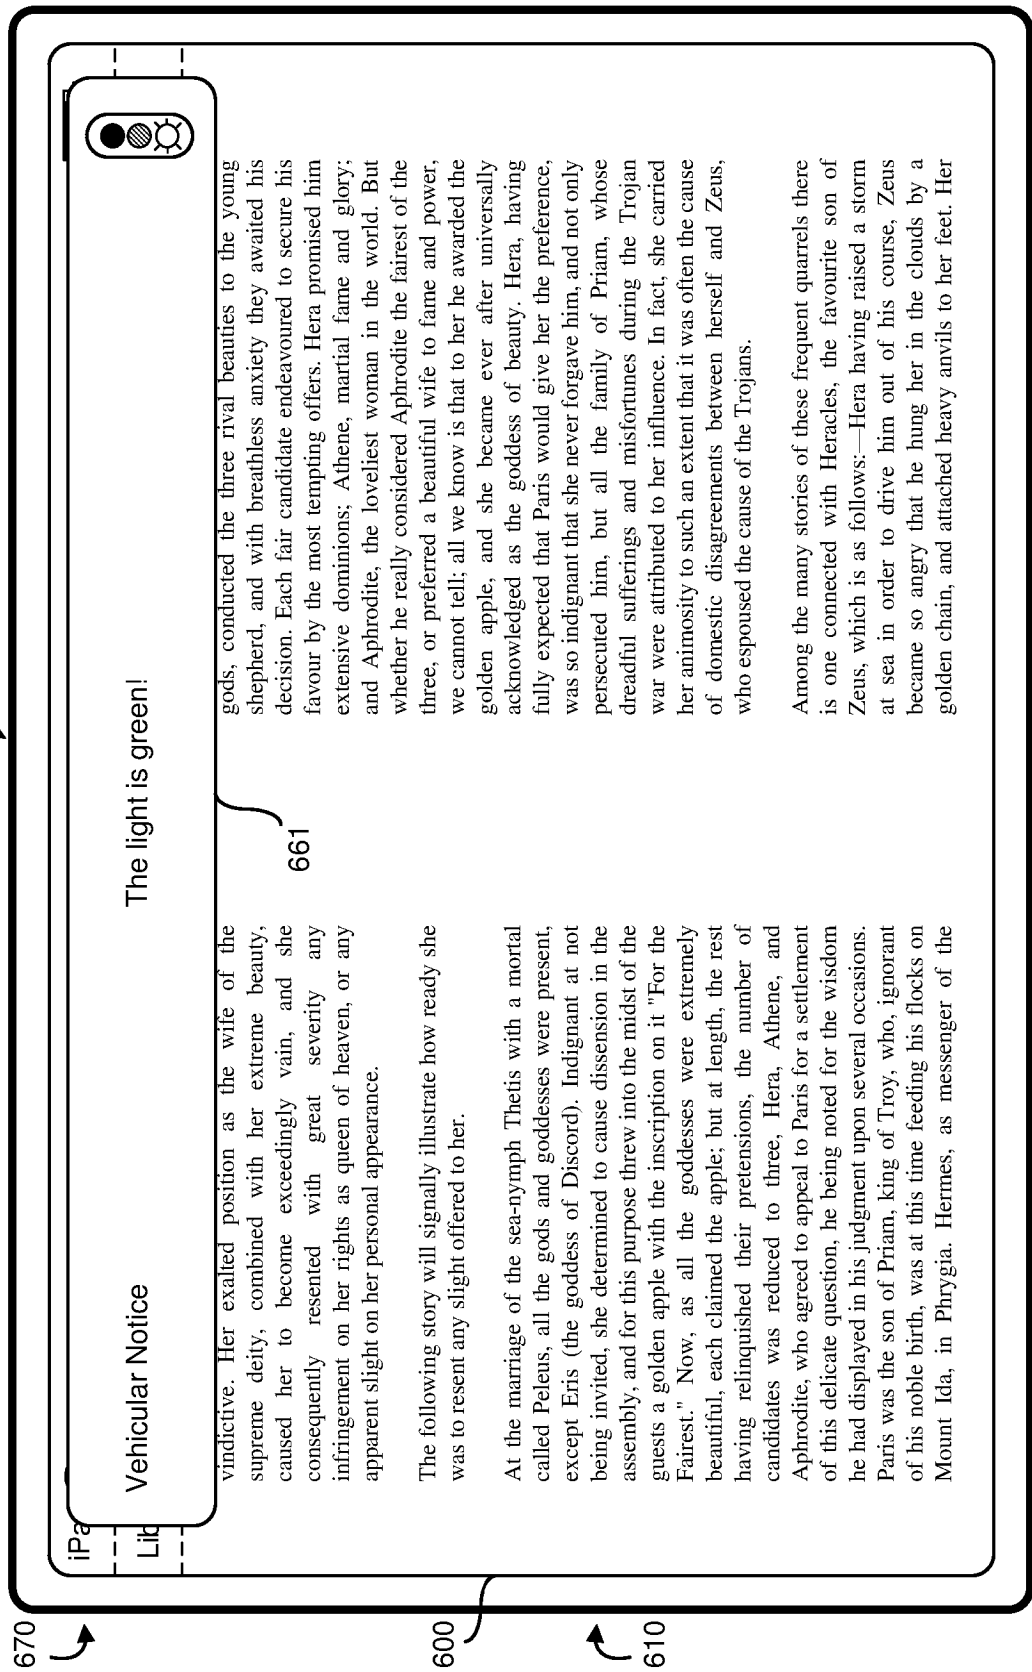 670
600
610
iPa
Lib
Vehicular Notice
The light is green!
661
vindictive. Her exalted position as the wife of the
supreme deity, combined with her extreme beauty,
caused her to become exceedingly vain, and she
consequently resented with great severity any
infringement on her rights as queen of heaven, or any
apparent slight on her personal appearance.
The following story will signally illustrate how ready she
was to resent any slight offered to her.
At the marriage of the sea-nymph Thetis with a mortal
called Peleus, all the gods and goddesses were present,
except Eris (the goddess of Discord). Indignant at not
being invited, she determined to cause dissension in the
assembly, and for this purpose threw into the midst of the
guests a golden apple with the inscription on it "For the
Fairest." Now, as all the goddesses were extremely
beautiful, each claimed the apple; but at length, the rest
having relinquished their pretensions, the number of
candidates was reduced to three, Hera, Athene, and
Aphrodite, who agreed to appeal to Paris for a settlement
of this delicate question, he being noted for the wisdom
he had displayed in his judgment upon several occasions.
Paris was the son of Priam, king of Troy, who, ignorant
of his noble birth, was at this time feeding his flocks on
Mount Ida, in Phrygia. Hermes, as messenger of the
gods, conducted the three rival beauties to the young
shepherd, and with breathless anxiety they awaited his
decision. Each fair candidate endeavoured to secure his
favour by the most tempting offers. Hera promised him
extensive dominions; Athene, martial fame and glory;
and Aphrodite, the loveliest woman in the world. But
whether he really considered Aphrodite the fairest of the
three, or preferred a beautiful wife to fame and power,
we cannot tell; all we know is that to her he awarded the
golden apple, and she became ever after universally
acknowledged as the goddess of beauty. Hera, having
fully expected that Paris would give her the preference,
was so indignant that she never forgave him, and not only
persecuted him, but all the family of Priam, whose
dreadful sufferings and misfortunes during the Trojan
war were attributed to her influence. In fact, she carried
her animosity to such an extent that it was often the cause
of domestic disagreements between herself and Zeus,
who espoused the cause of the Trojans.
Among the many stories of these frequent quarrels there
is one connected with Heracles, the favourite son of
Zeus, which is as follows:—Hera having raised a storm
at sea in order to drive him out of his course, Zeus
became so angry that he hung her in the clouds by a
golden chain, and attached heavy anvils to her feet. Her